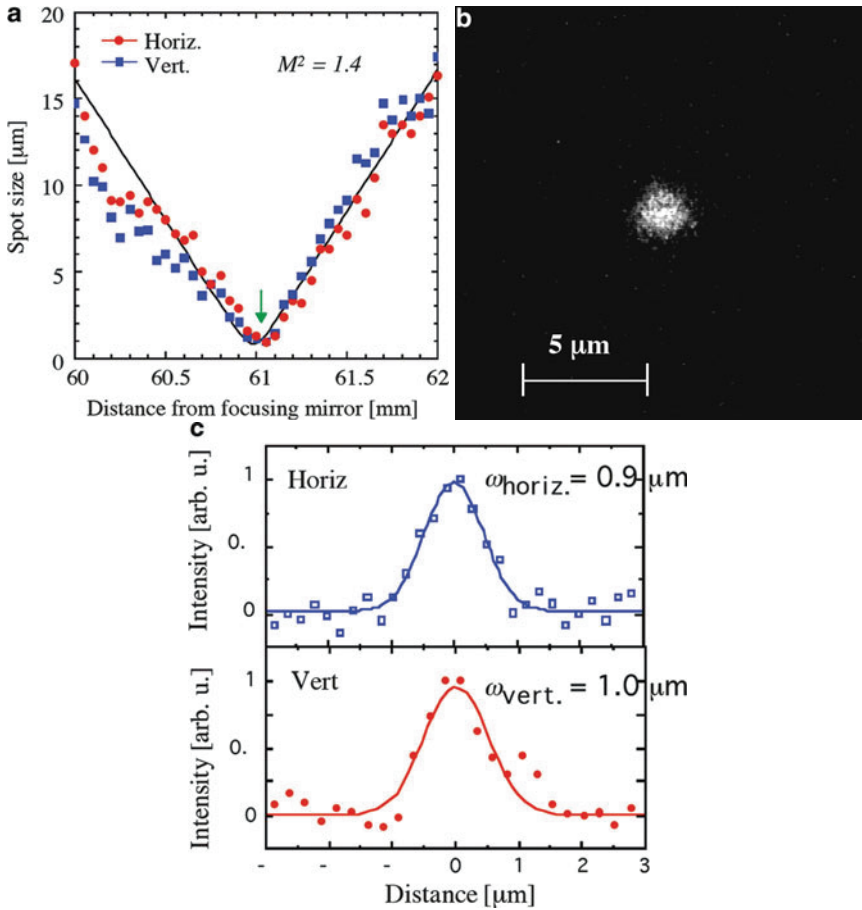 a
20
15
10
5
0
Spot size [μm]
Horiz.
Vert.
M² = 1.4
60 60.5 61 61.5 62
Distance from focusing mirror [mm]
b
5 μm
c
Intensity [arb. u.]
1
0.
0
Horiz
ωhoriz. = 0.9 μm
Intensity [arb. u.]
1
0.
0
Vert
ωvert. = 1.0 μm
- - - 0 1 2 3
Distance [μm]